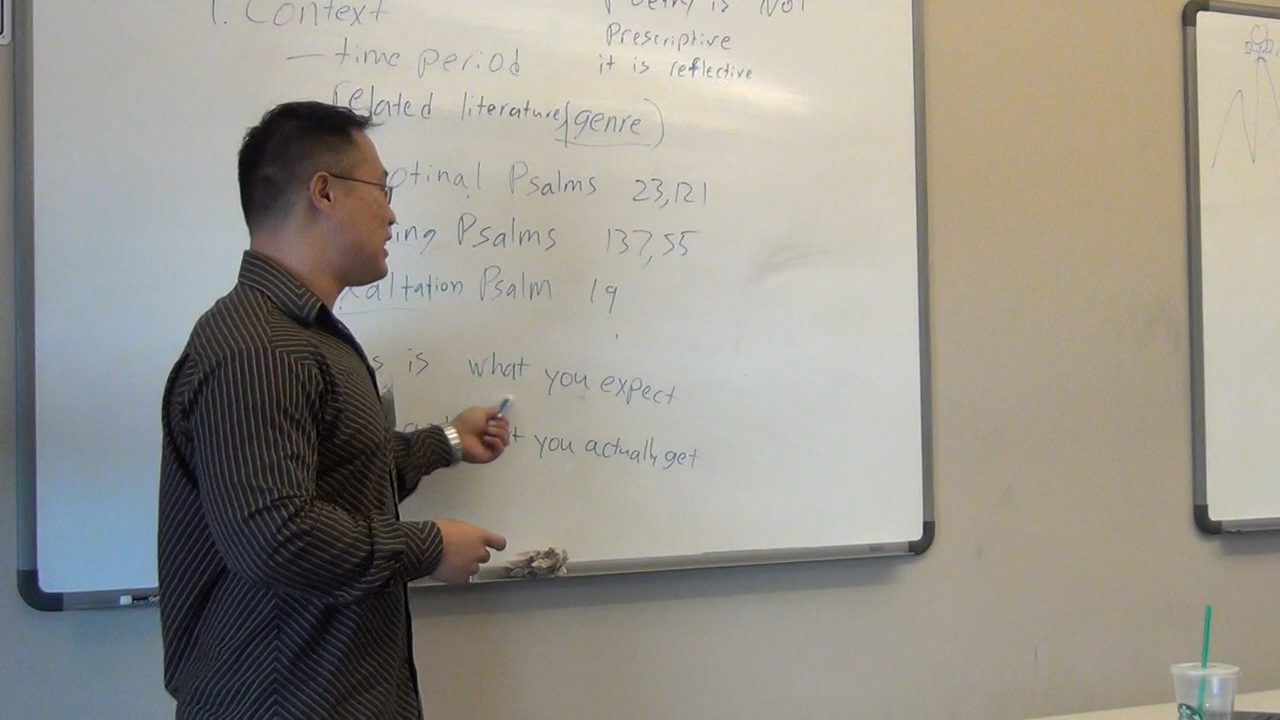 1. Context
Poetry is NOT
Prescriptive
it is reflective
— time period
related literature (genre)
otinal Psalms 23,121
ing Psalms 137,55
xaltation Psalm 19
s is what you expect
t you actually get